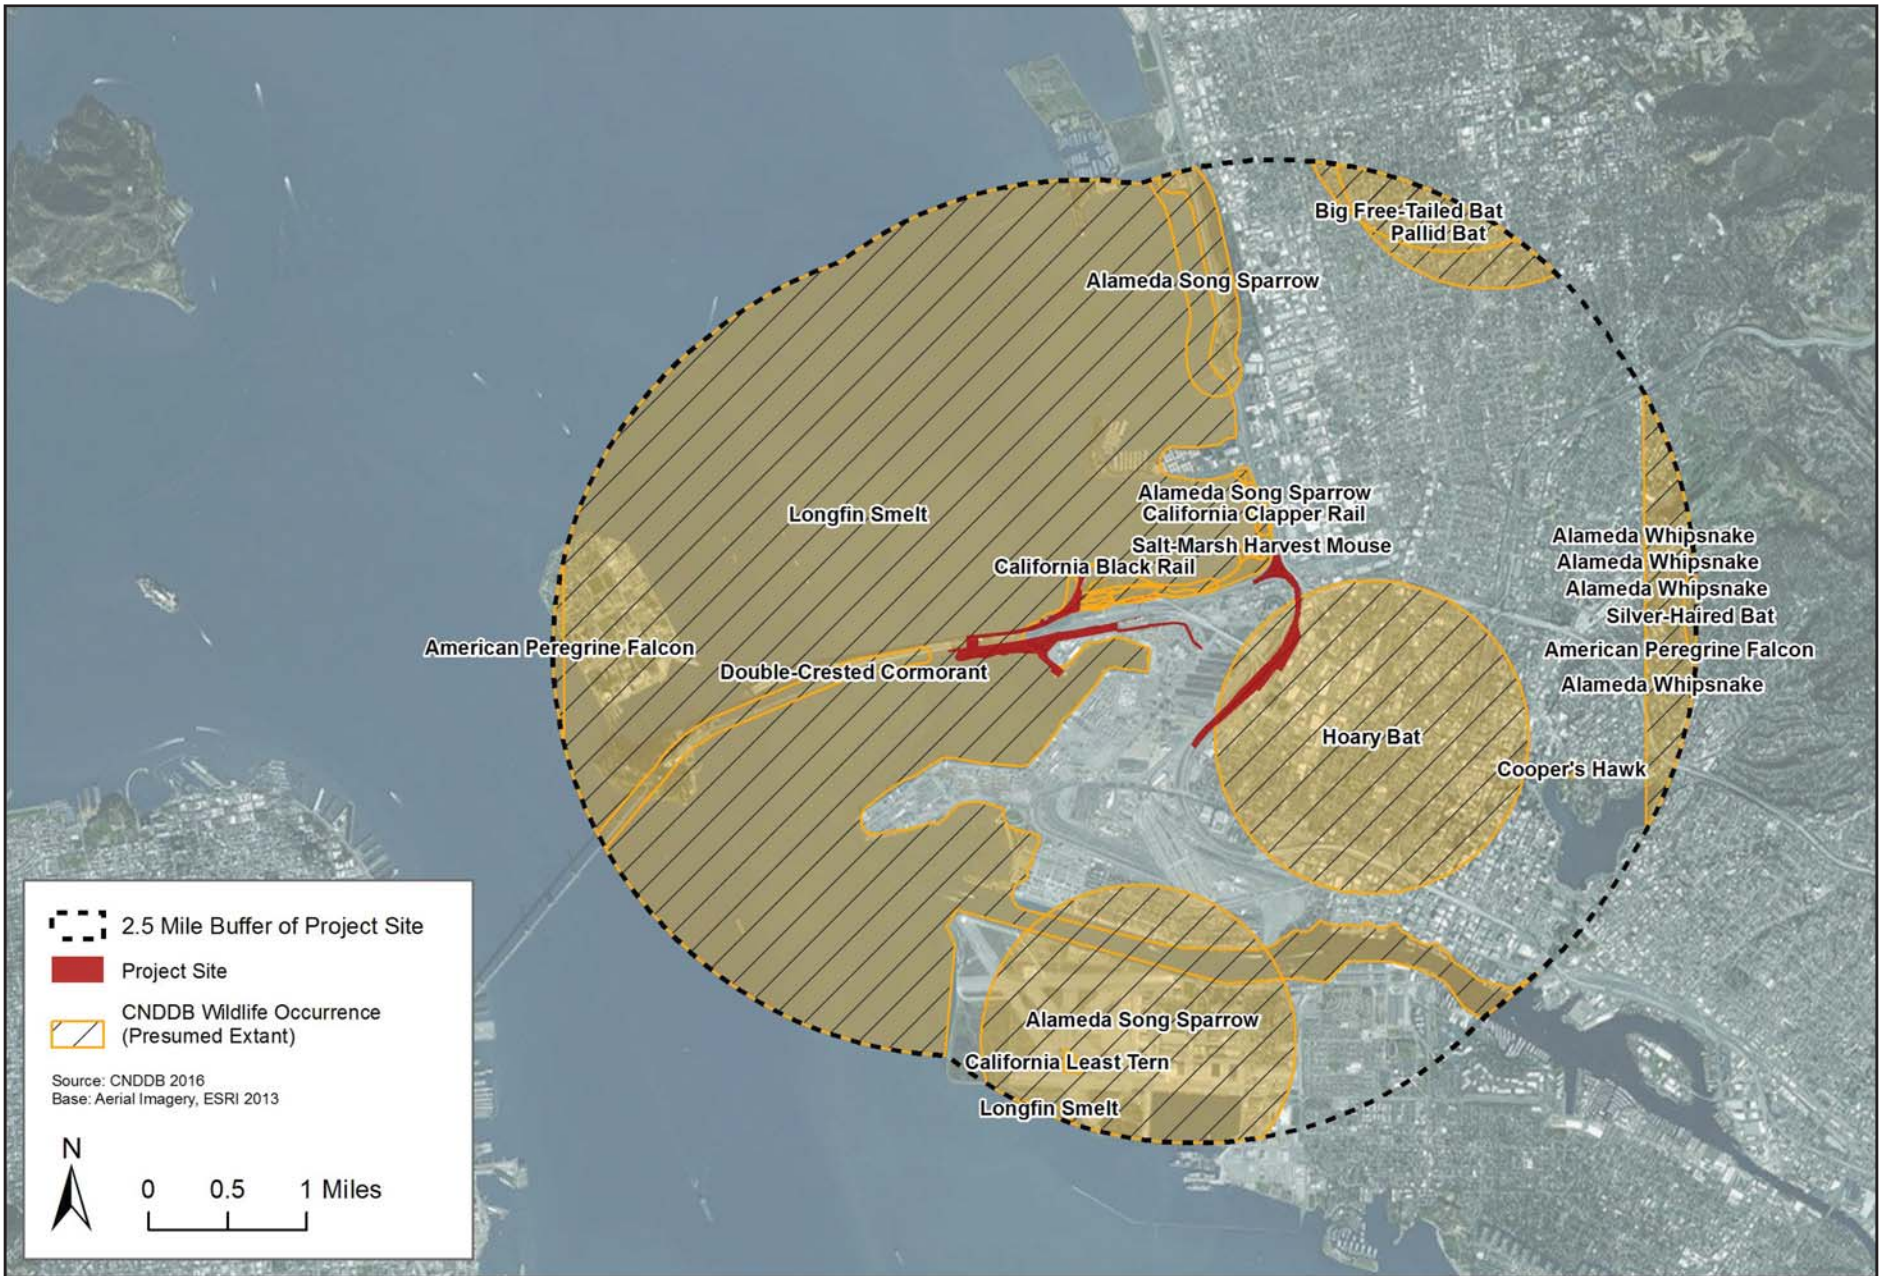 Big Free-Tailed Bat
Pallid Bat
Alameda Song Sparrow
Longfin Smelt
Alameda Song Sparrow
California Clapper Rail
Salt-Marsh Harvest Mouse
California Black Rail
Alameda Whipsnake
Alameda Whipsnake
Alameda Whipsnake
Silver-Haired Bat
American Peregrine Falcon
Alameda Whipsnake
American Peregrine Falcon
Double-Crested Cormorant
Hoary Bat
Cooper's Hawk
Alameda Song Sparrow
California Least Tern
Longfin Smelt
2.5 Mile Buffer of Project Site
Project Site
CNDDB Wildlife Occurrence
(Presumed Extant)
Source: CNDDB 2016
Base: Aerial Imagery, ESRI 2013
N
0 0.5 1 Miles